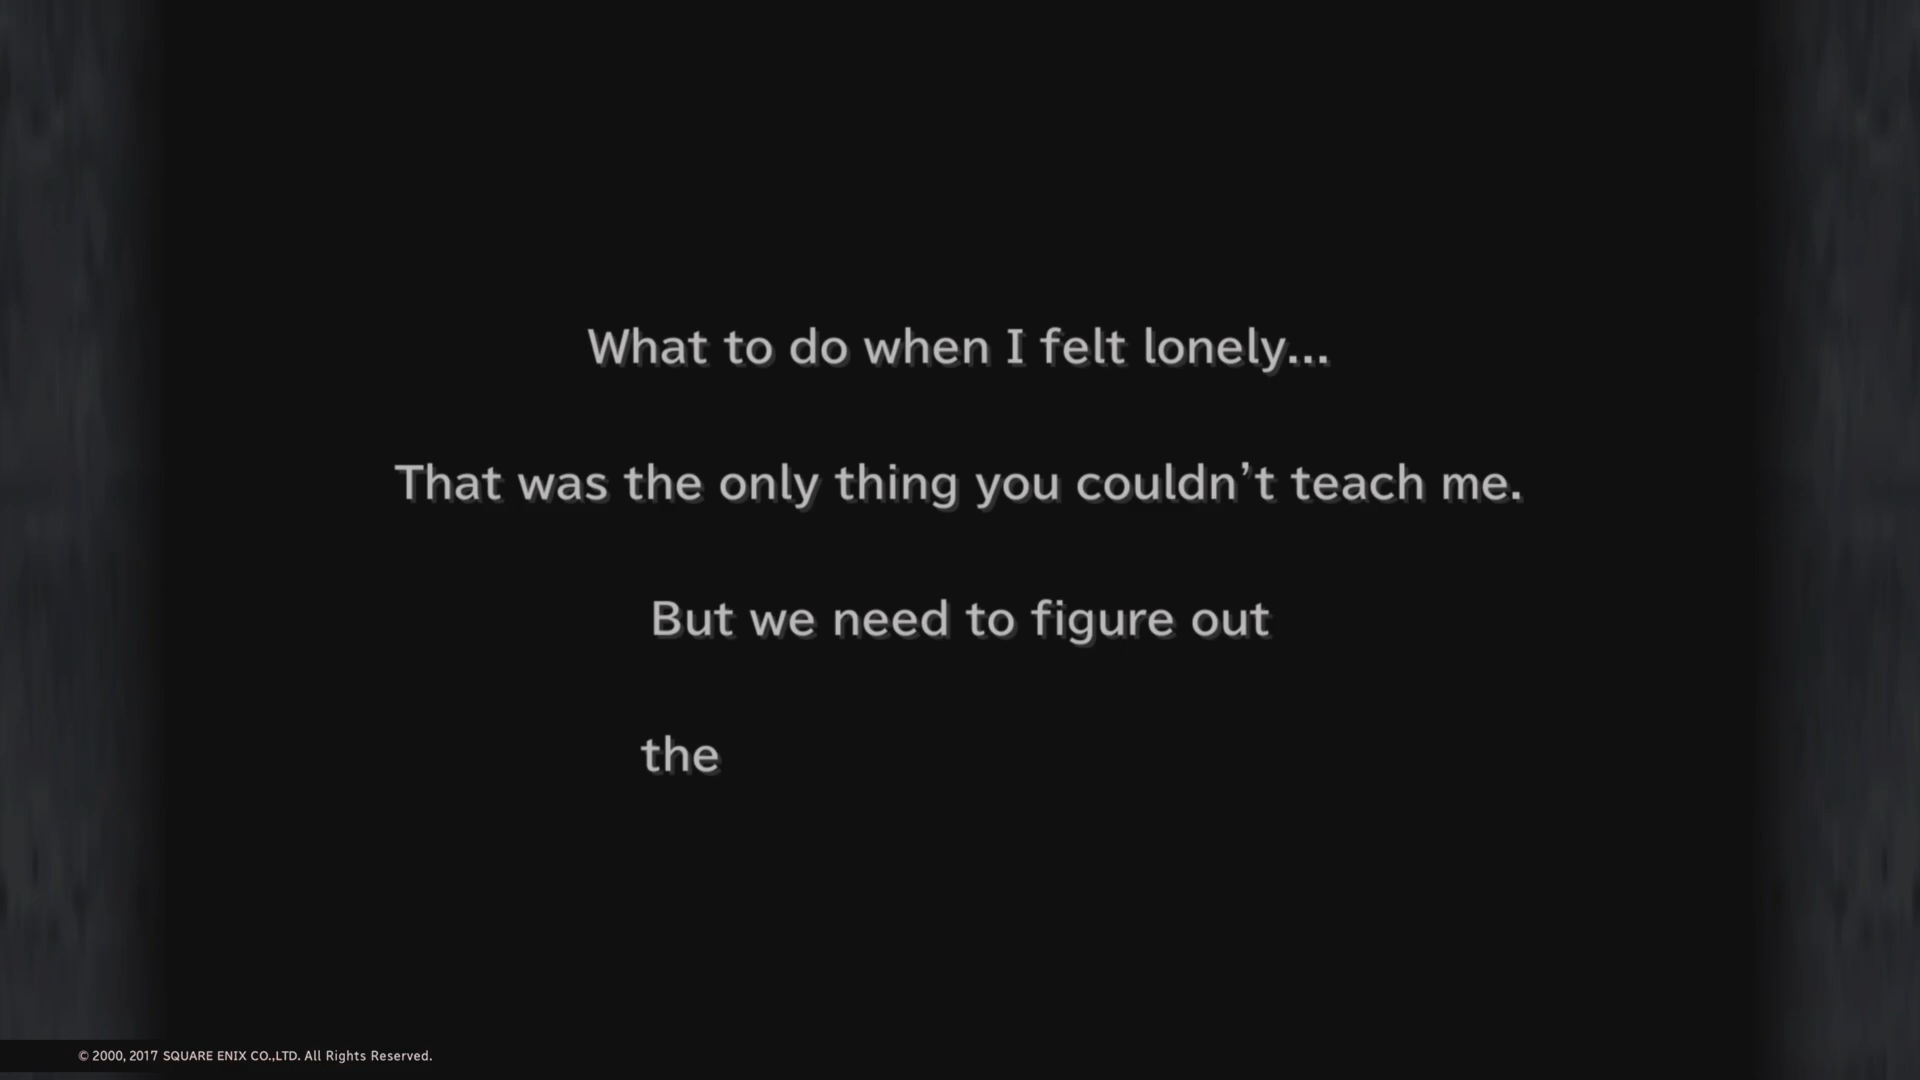 What to do when I felt lonely...
That was the only thing you couldn't teach me.
But we need to figure out
the
© 2000, 2017 SQUARE ENIX CO.,LTD. All Rights Reserved.